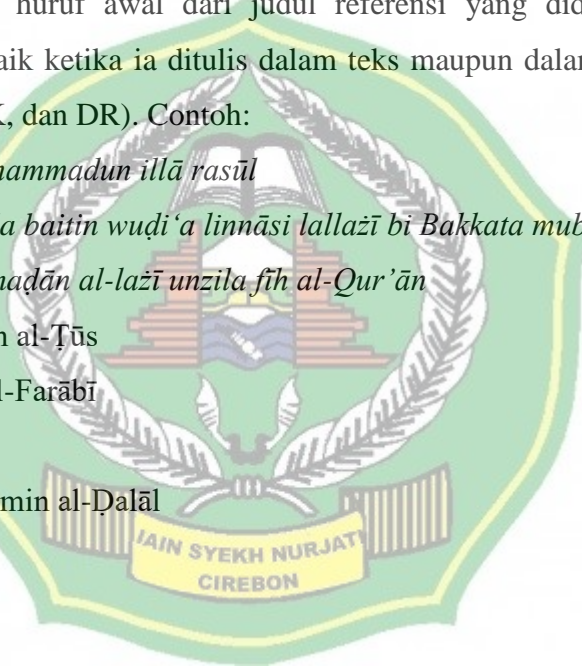 huruf awal dari judul referensi yang did
aik ketika ia ditulis dalam teks maupun dalam
K, dan DR). Contoh:
hammadun illā rasūl
a baitin wuḍi‘a linnāsi lallażī bi Bakkata mub
maḍān al-lażī unzila fīh al-Qur’ān
n al-Ṭūs
l-Farābī
min al-Ḍalāl
IAIN SYEKH NURJATI
CIREBON